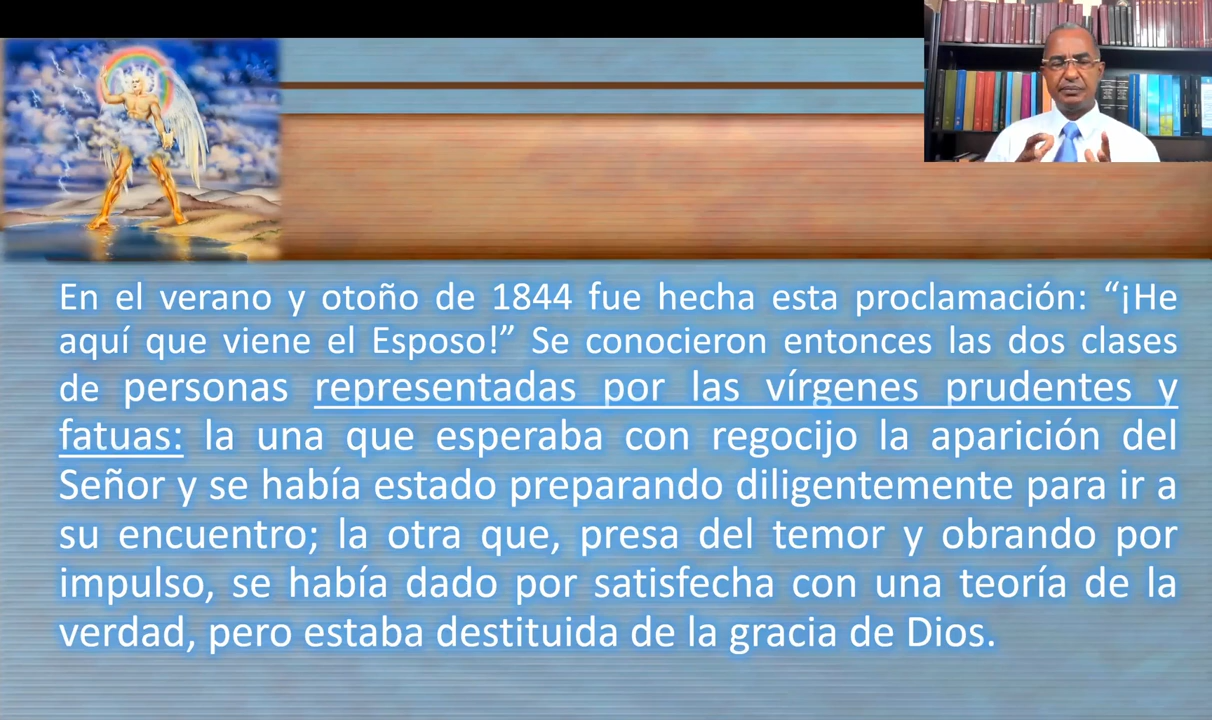 En el verano y otoño de 1844 fue hecha esta proclamación: “¡He
aquí que viene el Esposo!” Se conocieron entonces las dos clases
de personas representadas por las vírgenes prudentes y
fatuas: la una que esperaba con regocijo la aparición del
Señor y se había estado preparando diligentemente para ir a
su encuentro; la otra que, presa del temor y obrando por
impulso, se había dado por satisfecha con una teoría de la
verdad, pero estaba destituida de la gracia de Dios.